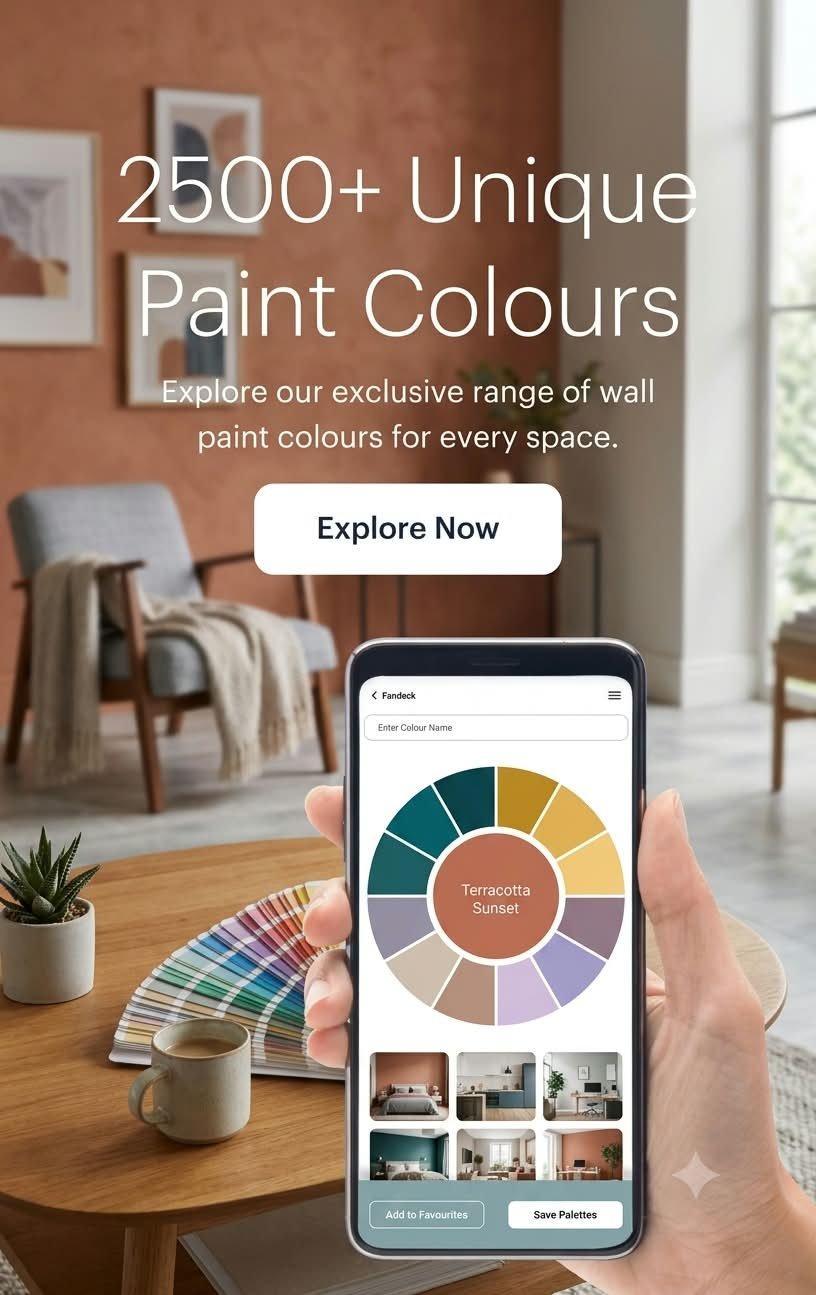 2500+ Unique
Paint Colours
Explore our exclusive range of wall
paint colours for every space.
Explore Now
Fandeck
Enter Colour Name
Terracotta
Sunset
Add to Favourites
Save Palettes